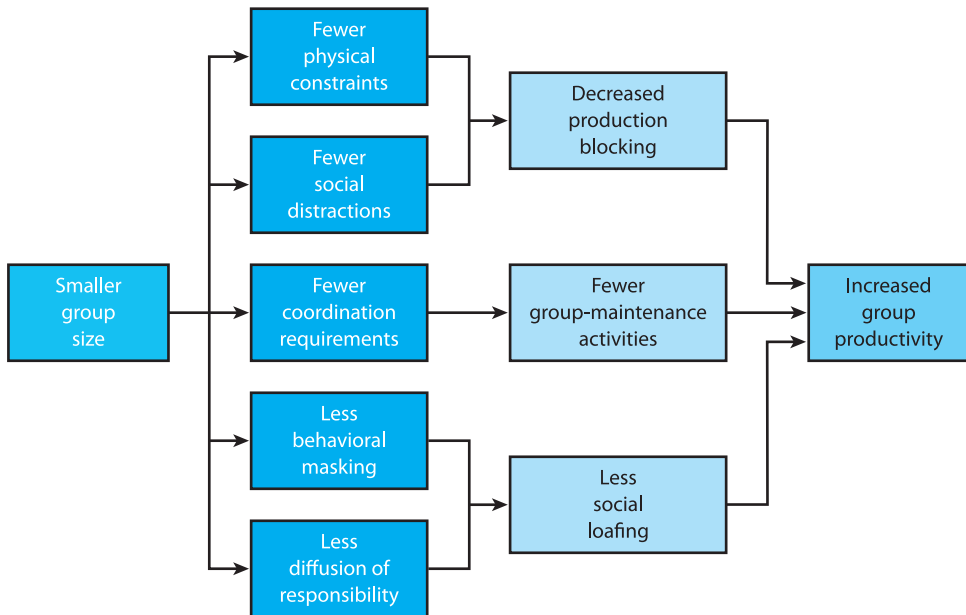 Smaller
group
size
Fewer
physical
constraints
Fewer
social
distractions
Fewer
coordination
requirements
Less
behavioral
masking
Less
diffusion of
responsibility
Decreased
production
blocking
Fewer
group-maintenance
activities
Less
social
loafing
Increased
group
productivity